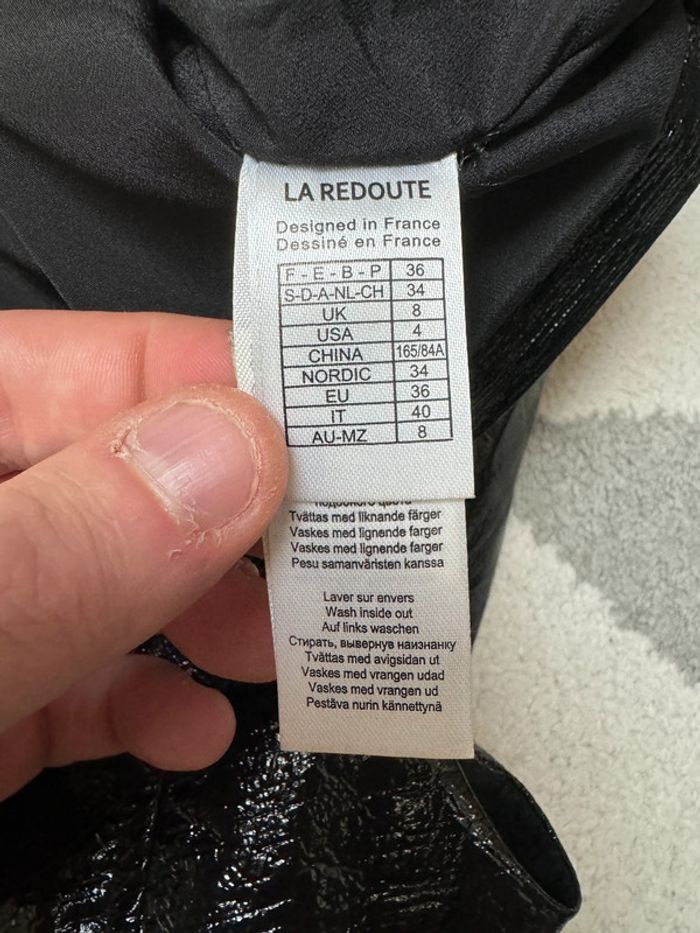 LA REDOUTE
Designed in France
Dessiné en France
F - E - B - P 36
S-D-A-NL-CH 34
UK 8
USA 4
CHINA 165/84A
NORDIC 34
EU 36
IT 40
AU-MZ 8
Tvättas med liknande färger
Vaskes med lignende farger
Vaskes med lignende farger
Pesu samanväristen kanssa
Laver sur envers
Wash inside out
Auf links waschen
Стирать, вывернув наизнанку
Tvättas med avigsidan ut
Vaskes med vrangen udad
Vaskes med vrangen ud
Pestäva nurin kännettynä